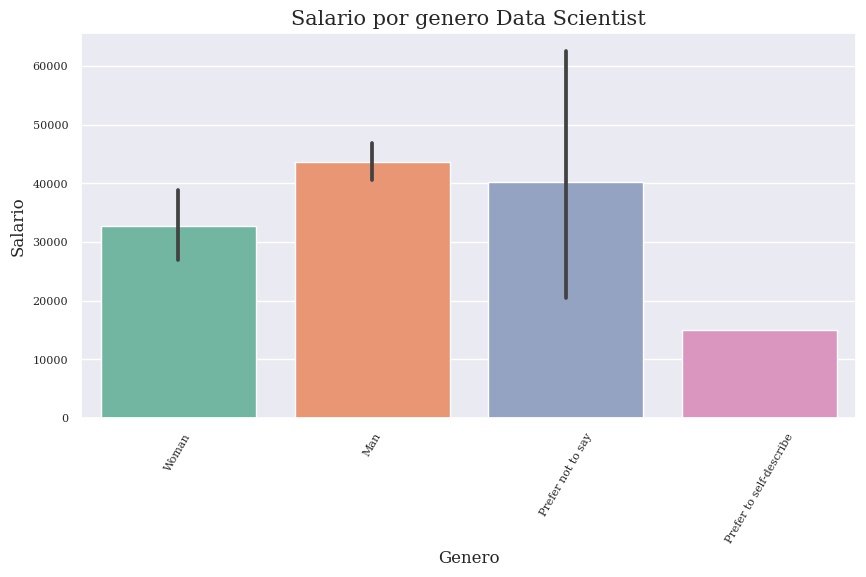 Salario por genero Data Scientist
Salario
60000
50000
40000
30000
20000
10000
0
Woman
Man
Prefer not to say
Prefer to self-describe
Genero